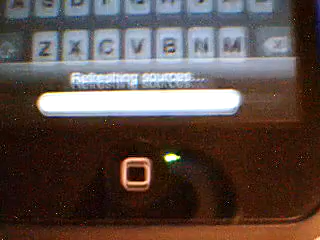 A S D F G H J K L
Z X C V B N M
Refreshing sources...